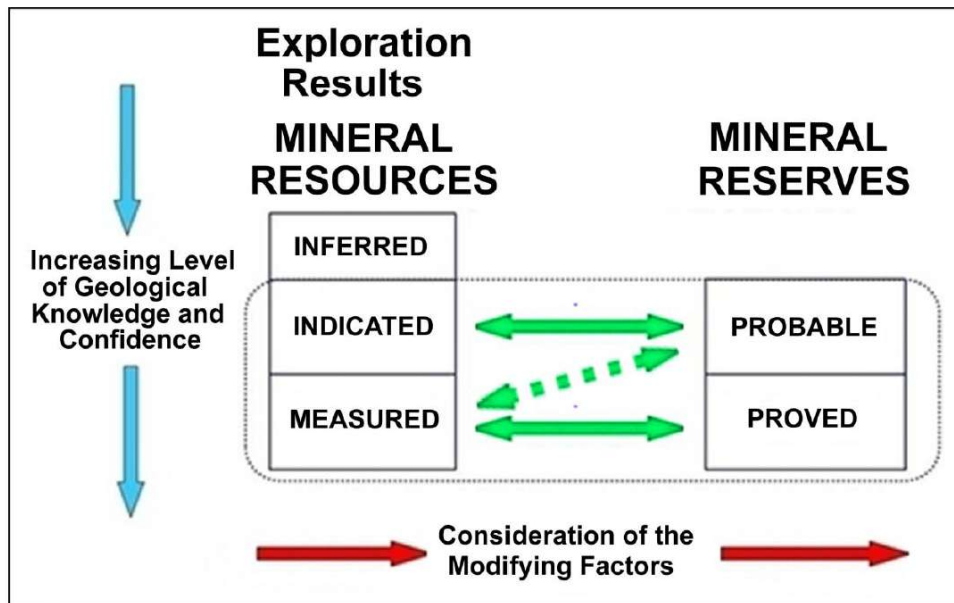 Exploration
Results
MINERAL
RESOURCES
MINERAL
RESERVES
Increasing Level
of Geological
Knowledge and
Confidence
INFERRED
INDICATED
MEASURED
PROBABLE
PROVED
Consideration of the
Modifying Factors